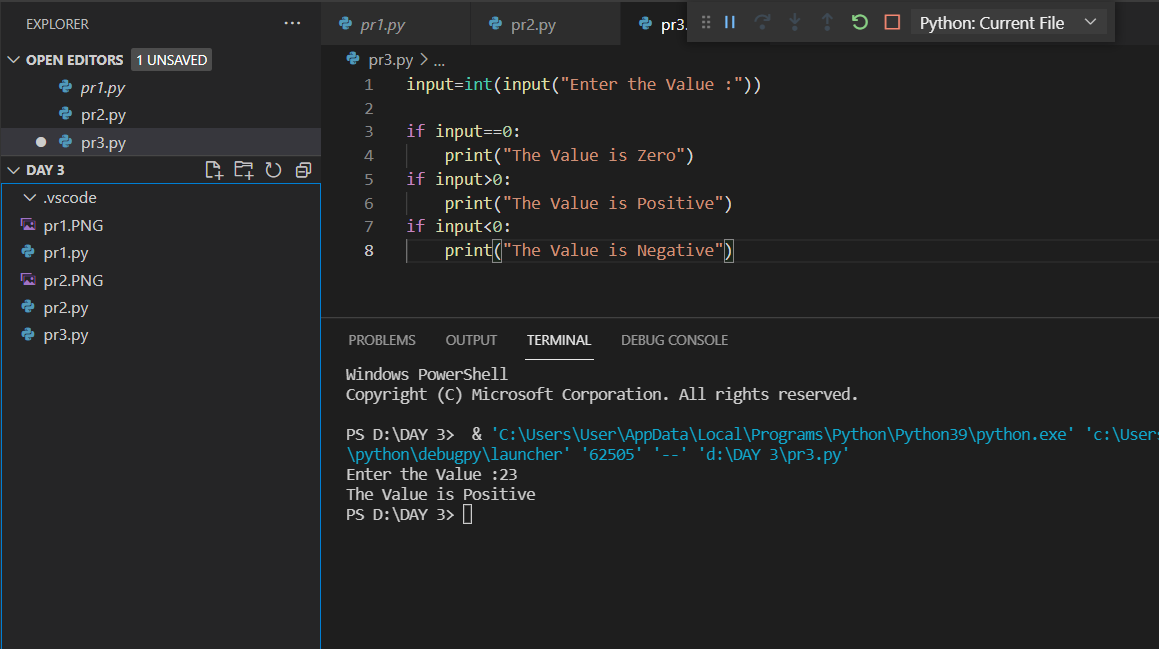 EXPLORER
OPEN EDITORS 1 UNSAVED
pr1.py
pr2.py
pr3.py
DAY 3
.vscode
pr1.PNG
pr1.py
pr2.PNG
pr2.py
pr3.py
pr1.py pr2.py pr3. Python: Current File
pr3.py > ...
1 input=int(input("Enter the Value :"))
2
3 if input==0:
4     print("The Value is Zero")
5 if input>0:
6     print("The Value is Positive")
7 if input<0:
8     print("The Value is Negative")
PROBLEMS OUTPUT TERMINAL DEBUG CONSOLE
Windows PowerShell
Copyright (C) Microsoft Corporation. All rights reserved.
PS D:\DAY 3>  & 'C:\Users\User\AppData\Local\Programs\Python\Python39\python.exe' 'c:\Users
\python\debugpy\launcher' '62505' '--' 'd:\DAY 3\pr3.py'
Enter the Value :23
The Value is Positive
PS D:\DAY 3>